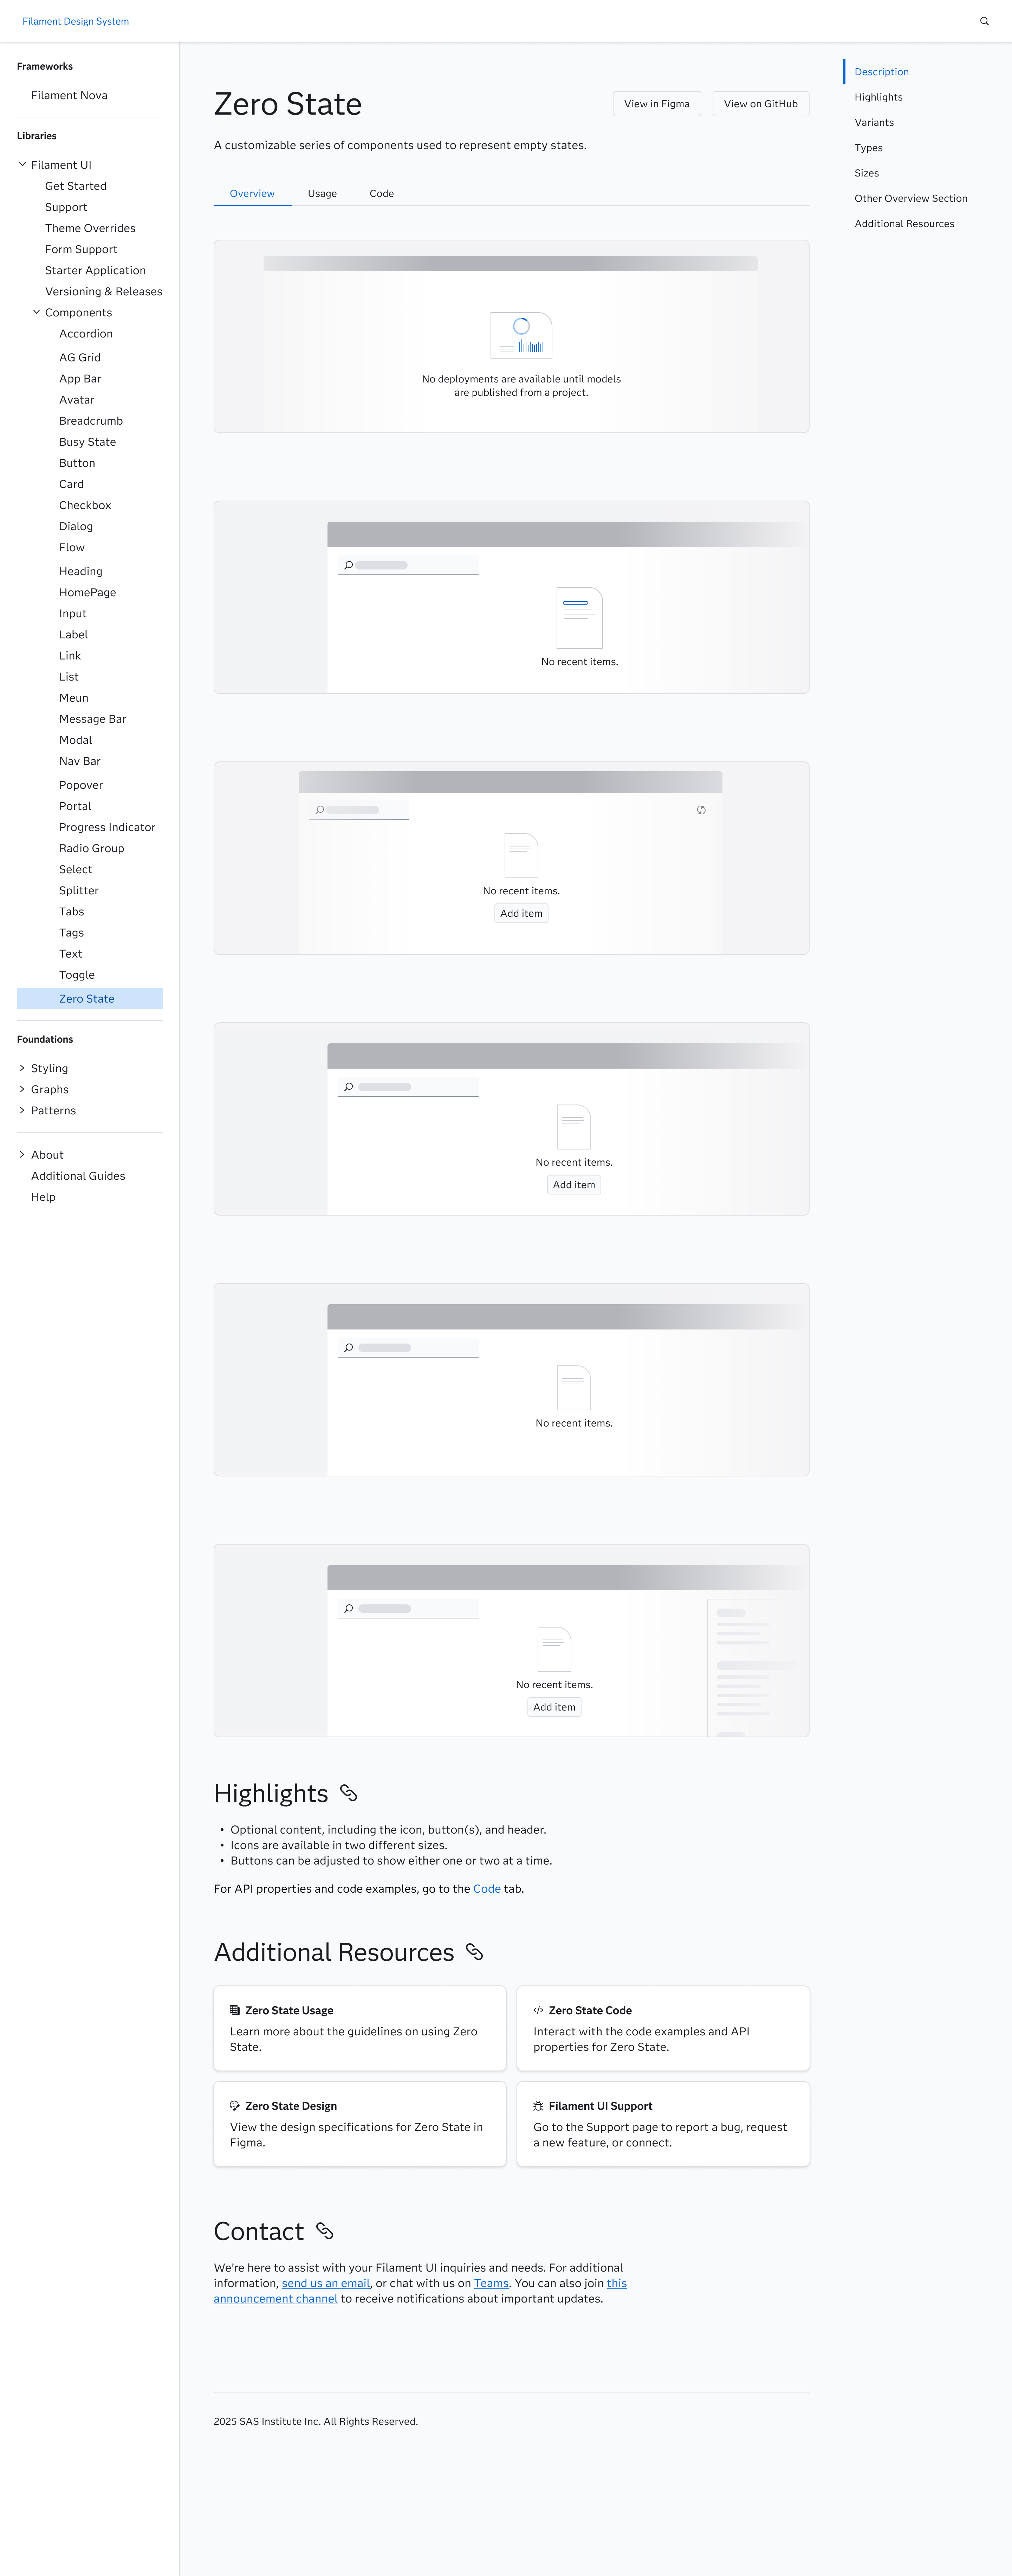 Filament Design System
Frameworks
Filament Nova
Libraries
Filament UI
Get Started
Support
Theme Overrides
Form Support
Starter Application
Versioning & Releases
Components
Accordion
AG Grid
App Bar
Avatar
Breadcrumb
Busy State
Button
Card
Checkbox
Dialog
Flow
Heading
HomePage
Input
Label
Link
List
Meun
Message Bar
Modal
Nav Bar
Popover
Portal
Progress Indicator
Radio Group
Select
Splitter
Tabs
Tags
Text
Toggle
Zero State
Foundations
Styling
Graphs
Patterns
About
Additional Guides
Help
Zero State
View in Figma
View on GitHub
A customizable series of components used to represent empty states.
Overview
Usage
Code
No deployments are available until models
are published from a project.
No recent items.
No recent items.
Add item
No recent items.
Add item
No recent items.
No recent items.
Add item
Highlights
• Optional content, including the icon, button(s), and header.
• Icons are available in two different sizes.
• Buttons can be adjusted to show either one or two at a time.
For API properties and code examples, go to the Code tab.
Additional Resources
Zero State Usage
Learn more about the guidelines on using Zero
State.
Zero State Code
Interact with the code examples and API
properties for Zero State.
Zero State Design
View the design specifications for Zero State in
Figma.
Filament UI Support
Go to the Support page to report a bug, request
a new feature, or connect.
Contact
We're here to assist with your Filament UI inquiries and needs. For additional
information, send us an email, or chat with us on Teams. You can also join this
announcement channel to receive notifications about important updates.
2025 SAS Institute Inc. All Rights Reserved.
Description
Highlights
Variants
Types
Sizes
Other Overview Section
Additional Resources